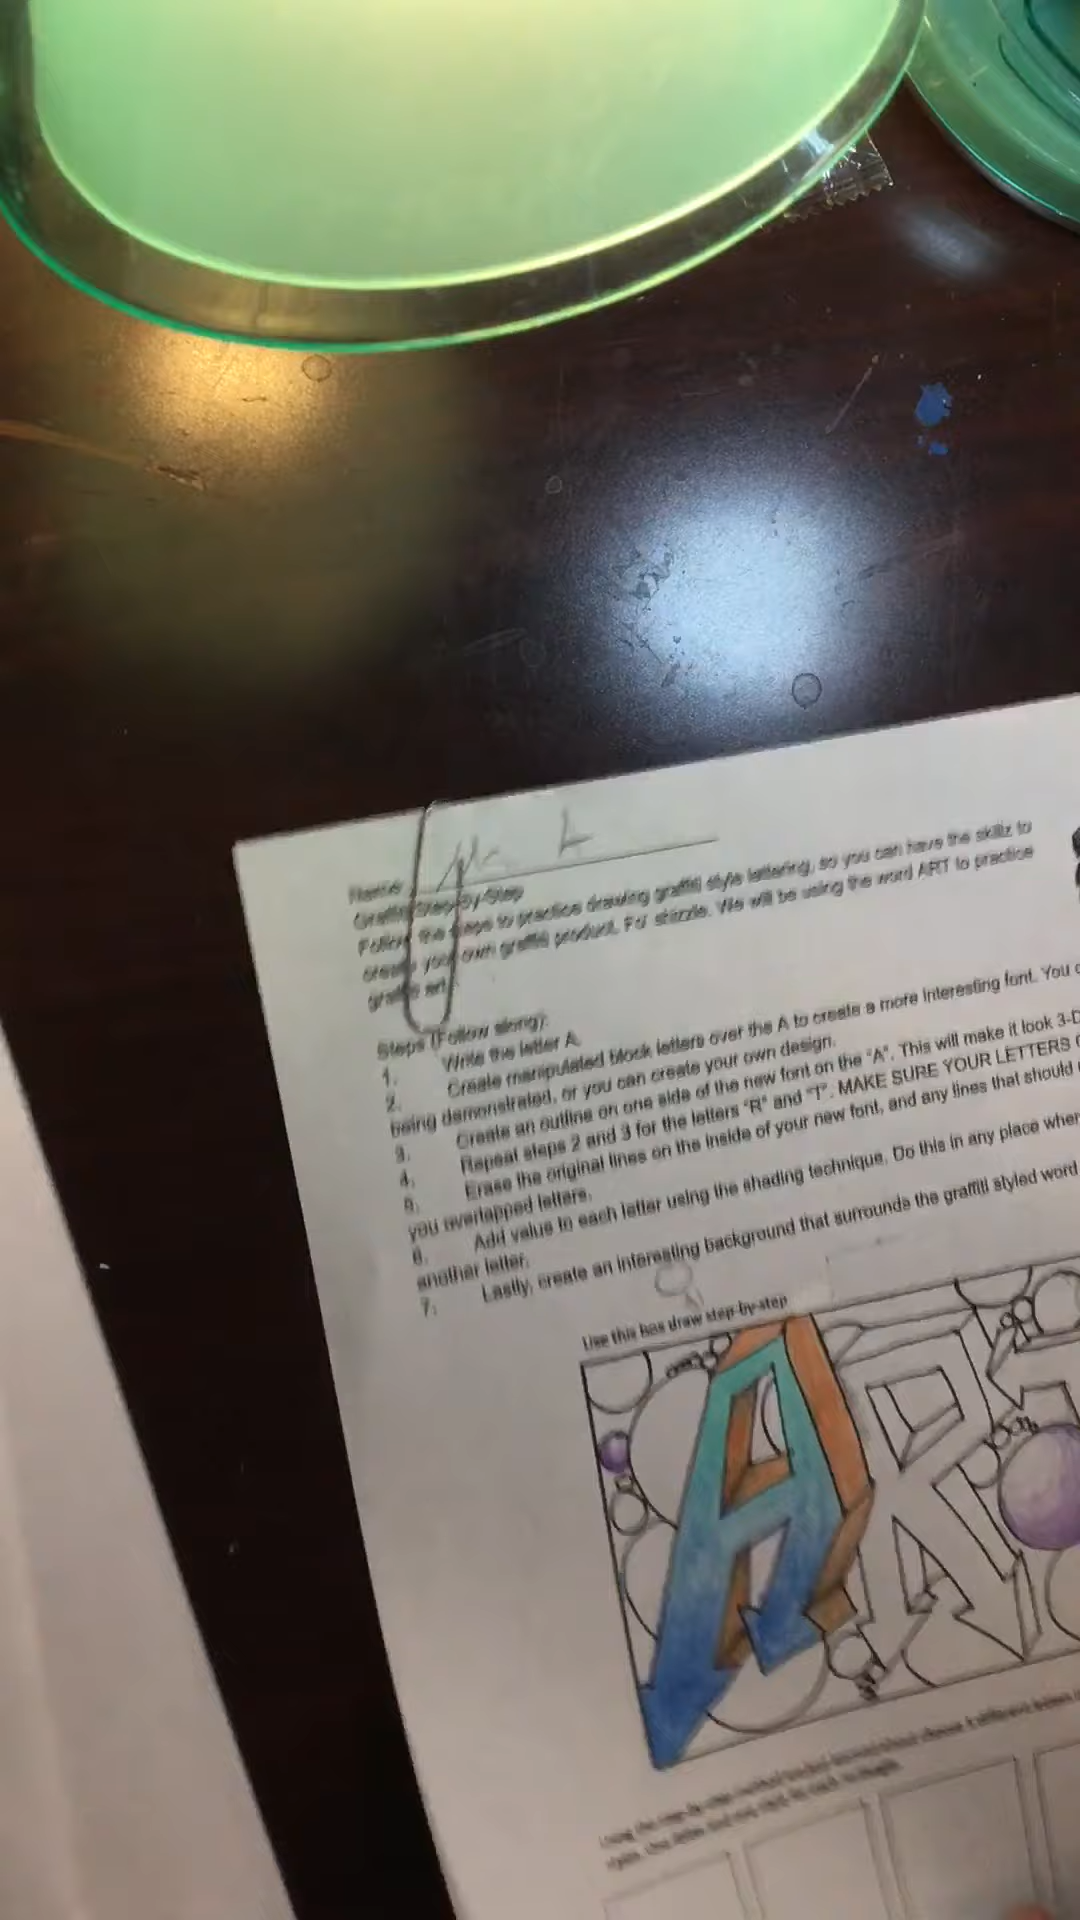 Name: Mr. L
Graffiti Step-By-Step
Follow the steps to practice drawing graffiti style lettering, so you can have the skillz to
create your own graffiti product. Fo' shizzle. We will be using the word ART to practice
graffiti art.
Steps (Follow along):
1. Write the letter A.
2. Create manipulated block letters over the A to create a more interesting font. You
being demonstrated, or you can create your own design.
3. Create an outline on one side of the new font on the "A". This will make it look 3-D
4. Repeat steps 2 and 3 for the letters "R" and "T". MAKE SURE YOUR LETTERS
5. Erase the original lines on the inside of your new font, and any lines that should
you overlapped letters.
6. Add value to each letter using the shading technique. Do this in any place
another letter.
7. Lastly, create an interesting background that surrounds the graffiti styled word
Use this box draw step-by-step